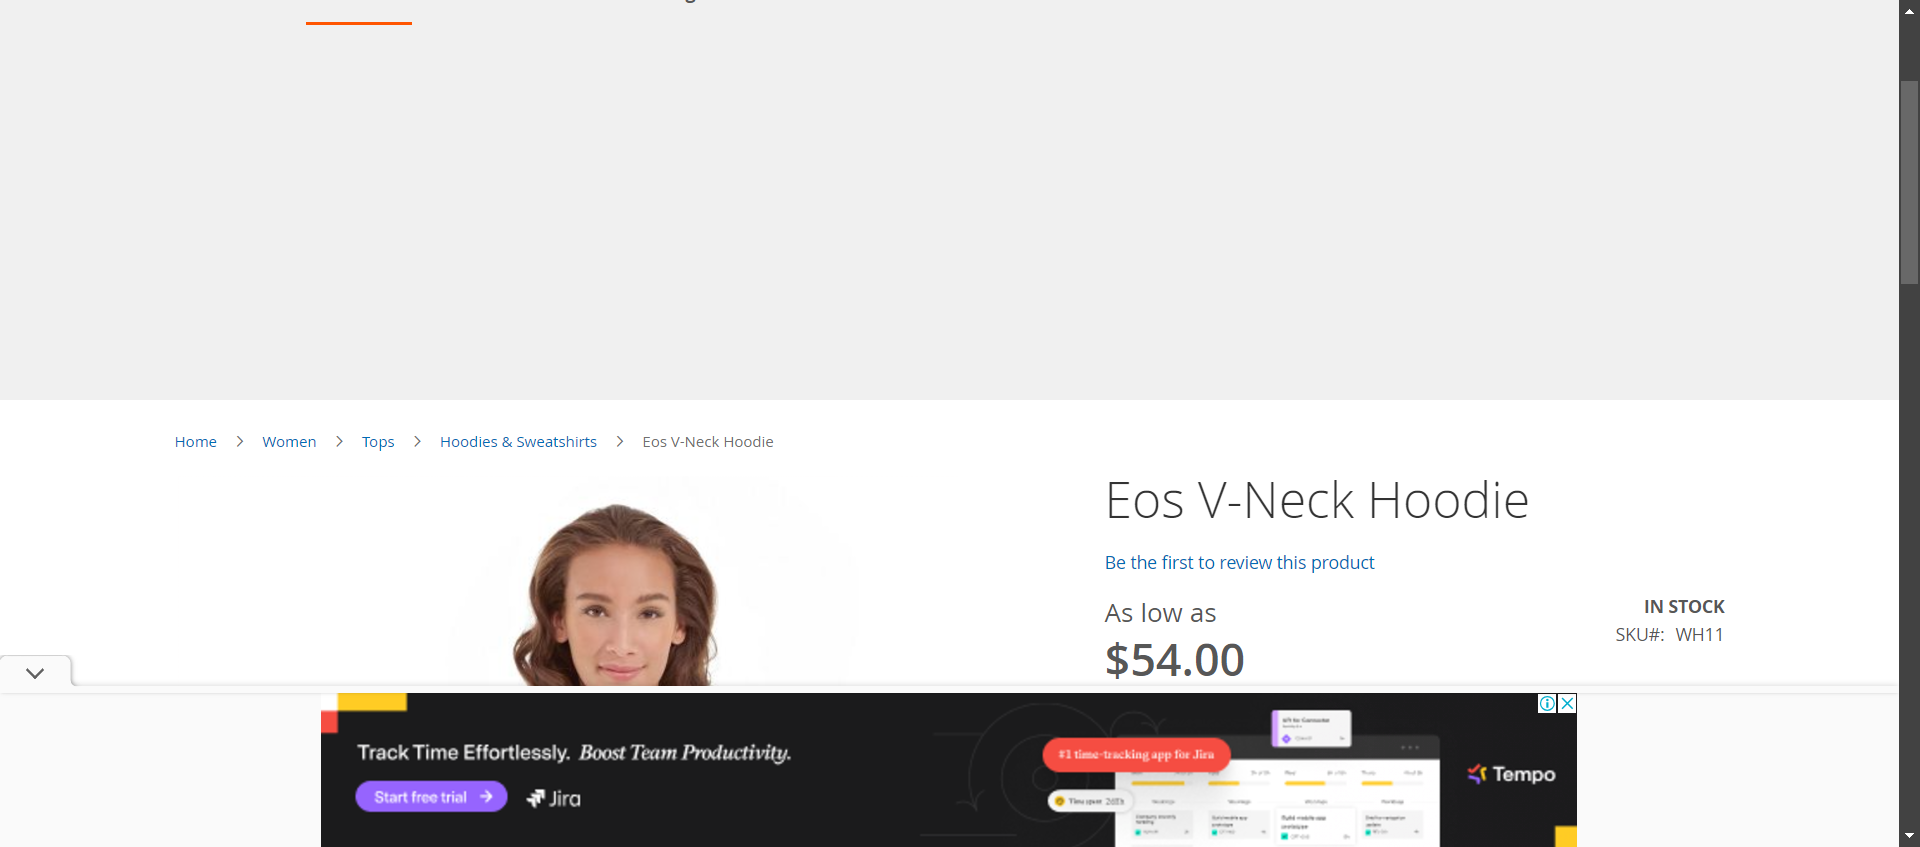 Home > Women > Tops > Hoodies & Sweatshirts > Eos V-Neck Hoodie
Eos V-Neck Hoodie
Be the first to review this product
As low as
$54.00
IN STOCK
SKU#: WH11
Track Time Effortlessly. Boost Team Productivity.
Start free trial →
Jira
#1 time-tracking app for Jira
Time spent
Tempo